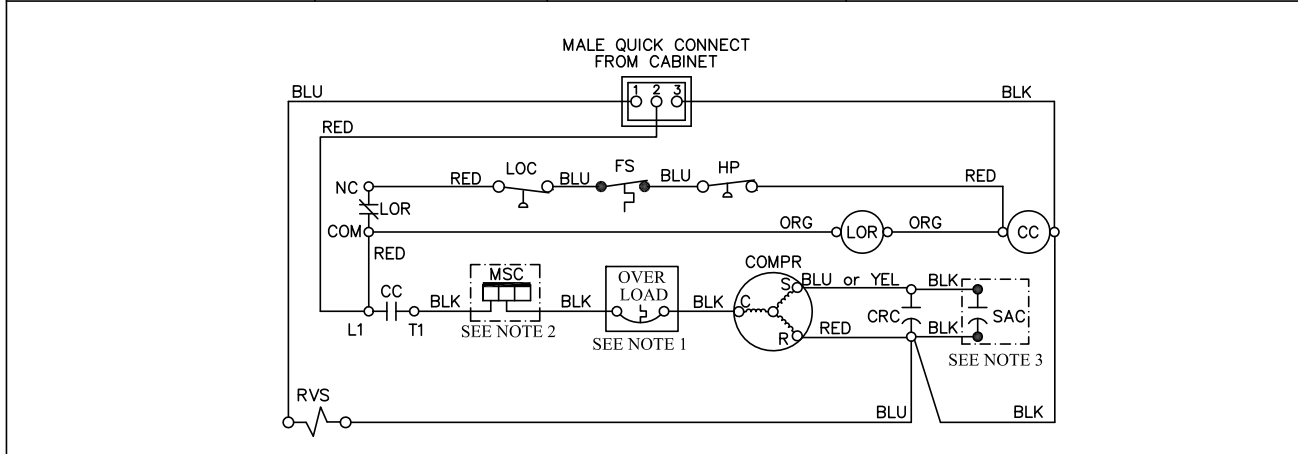 MALE QUICK CONNECT
FROM CABINET
BLU
1 2 3
BLK
RED
NC
RED
LOC
BLU
FS
BLU
HP
RED
LOR
COM
ORG
LOR
ORG
CC
RED
CC
BLK
MSC
BLK
OVER
LOAD
BLK
COMPR
C
S
R
BLU or YEL
BLK
CRC
SAC
RED
BLK
L1
T1
SEE NOTE 2
SEE NOTE 1
SEE NOTE 3
RVS
BLU
BLK